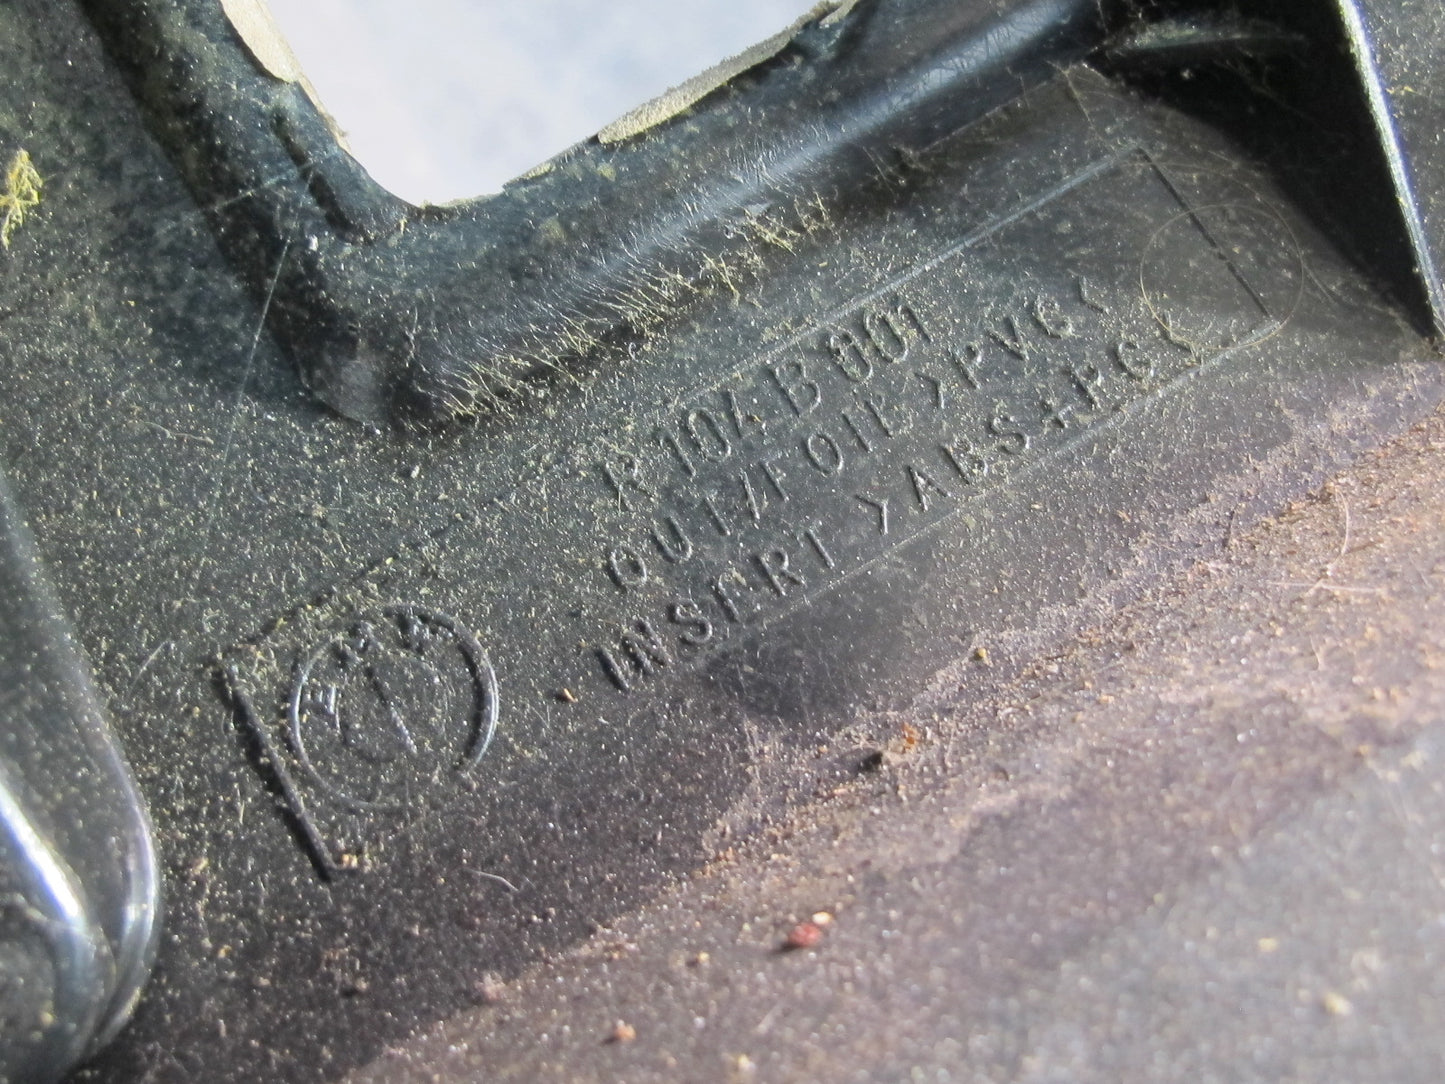 R 104 B 001
OUT/FOIL >PVC<
INSERT >ABS+PC<